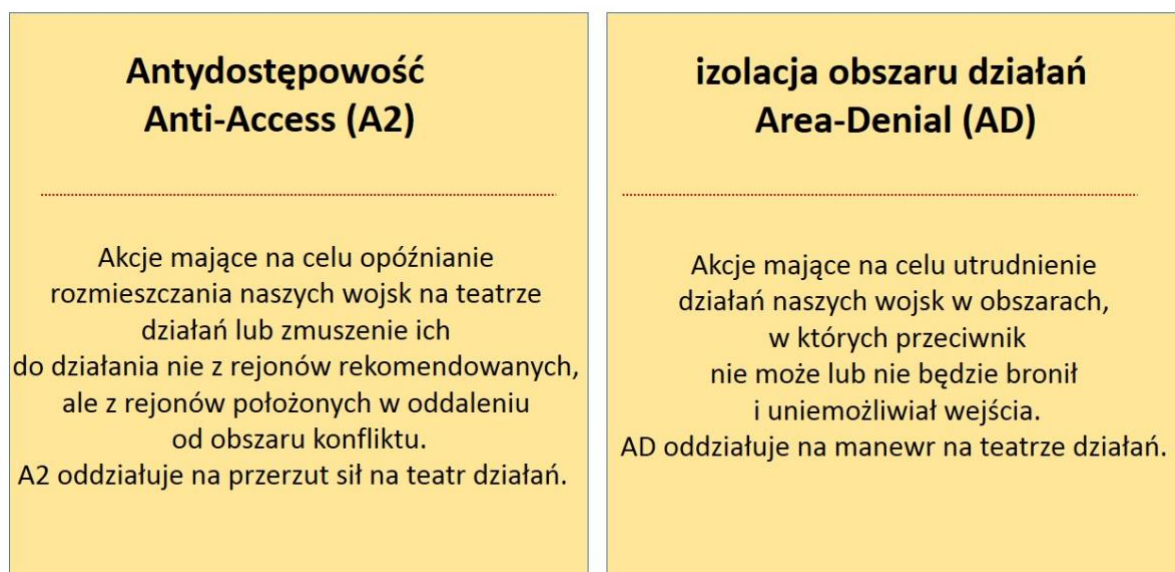 Antydostępowość
Anti-Access (A2)
Akcje mające na celu opóźnianie
rozmieszczania naszych wojsk na teatrze
działań lub zmuszenie ich
do działania nie z rejonów rekomendowanych,
ale z rejonów położonych w oddaleniu
od obszaru konfliktu.
A2 oddziałuje na przerzut sił na teatr działań.
izolacja obszaru działań
Area-Denial (AD)
Akcje mające na celu utrudnienie
działań naszych wojsk w obszarach,
w których przeciwnik
nie może lub nie będzie bronił
i uniemożliwiał wejścia.
AD oddziałuje na manewr na teatrze działań.